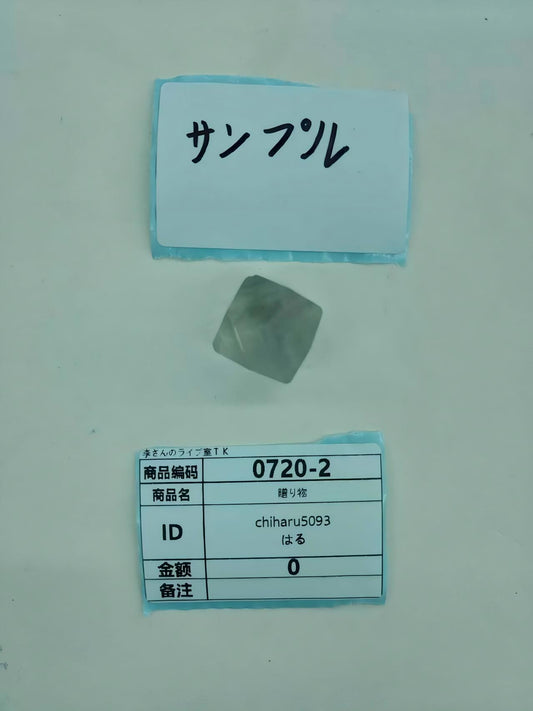 サンプル
李さんのライブ室TK
商品编码 0720-2
商品名 贈り物
ID chiharu5093
はる
金额 0
备注